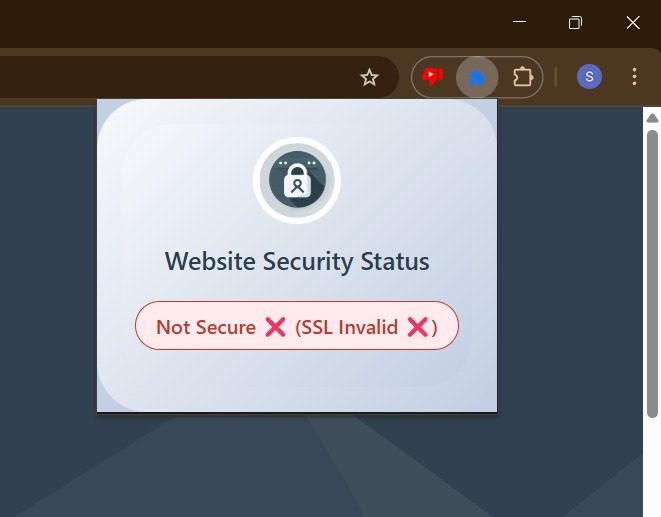 S
Website Security Status
Not Secure ❌ (SSL Invalid ❌)